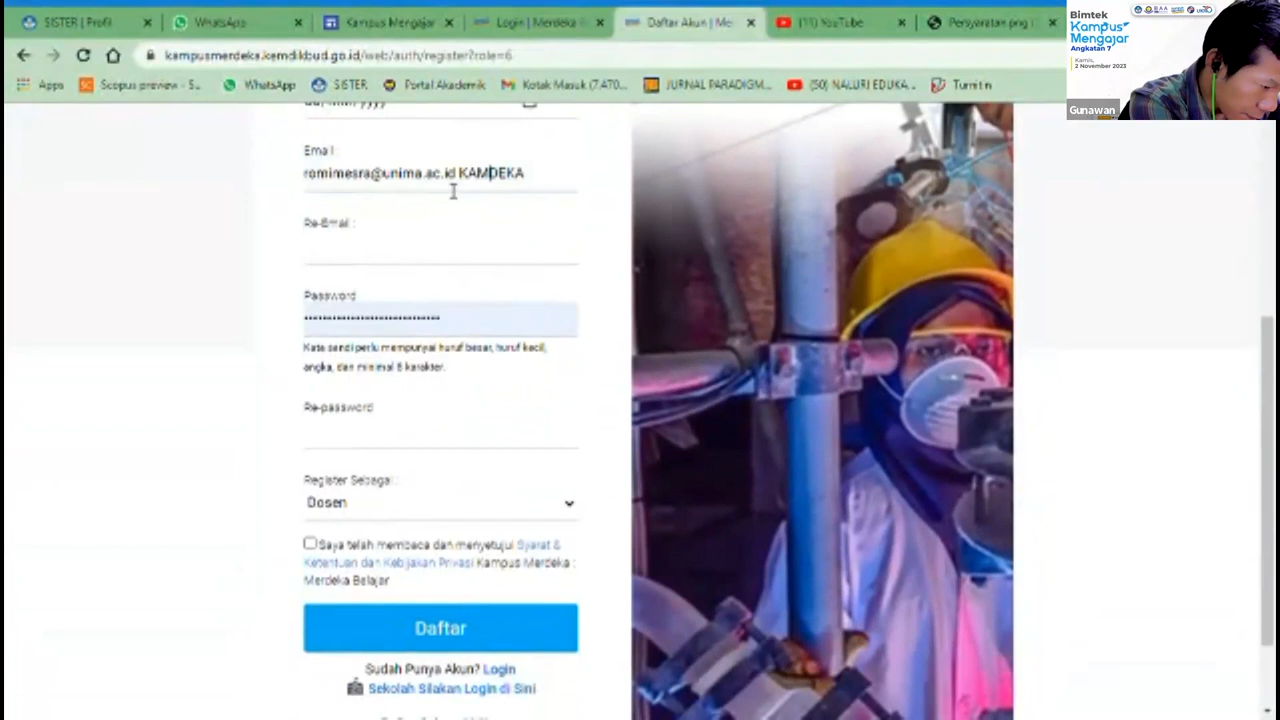 SISTER | Profil
WhatsApp
Kampus Mengajar
Login | Merdeka
Daftar Akun | Me
(11) YouTube
Persyaratan.png
kampusmerdeka.kemdikbud.go.id/web/auth/register?role=6
Apps
Scopus preview - S...
WhatsApp
SISTER
Portal Akademik
Kotak Masuk (7.470...
JURNAL PARADIGM...
(50) NALURI EDUKA...
Turnitin
Bimtek
Kampus
Mengajar
Angkatan 7
Kamis,
2 November 2023
Gunawan
Email :
romimesra@unima.ac.id KAMDEKA
Re-Email :
Password
Kata sandi perlu mempunyai huruf besar, huruf kecil,
angka, dan minimal 8 karakter.
Re-password
Register Sebagai :
Dosen
Saya telah membaca dan menyetujui Syarat &
Ketentuan dan Kebijakan Privasi Kampus Merdeka :
Merdeka Belajar
Daftar
Sudah Punya Akun? Login
Sekolah Silakan Login di Sini